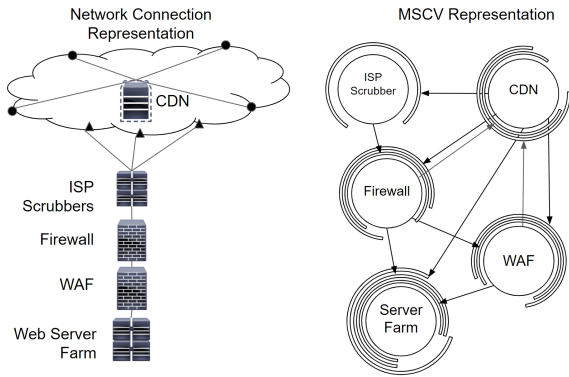 Network Connection
Representation
CDN
ISP
Scrubbers
Firewall
WAF
Web Server
Farm
MSCV Representation
ISP
Scrubber
CDN
Firewall
WAF
Server
Farm